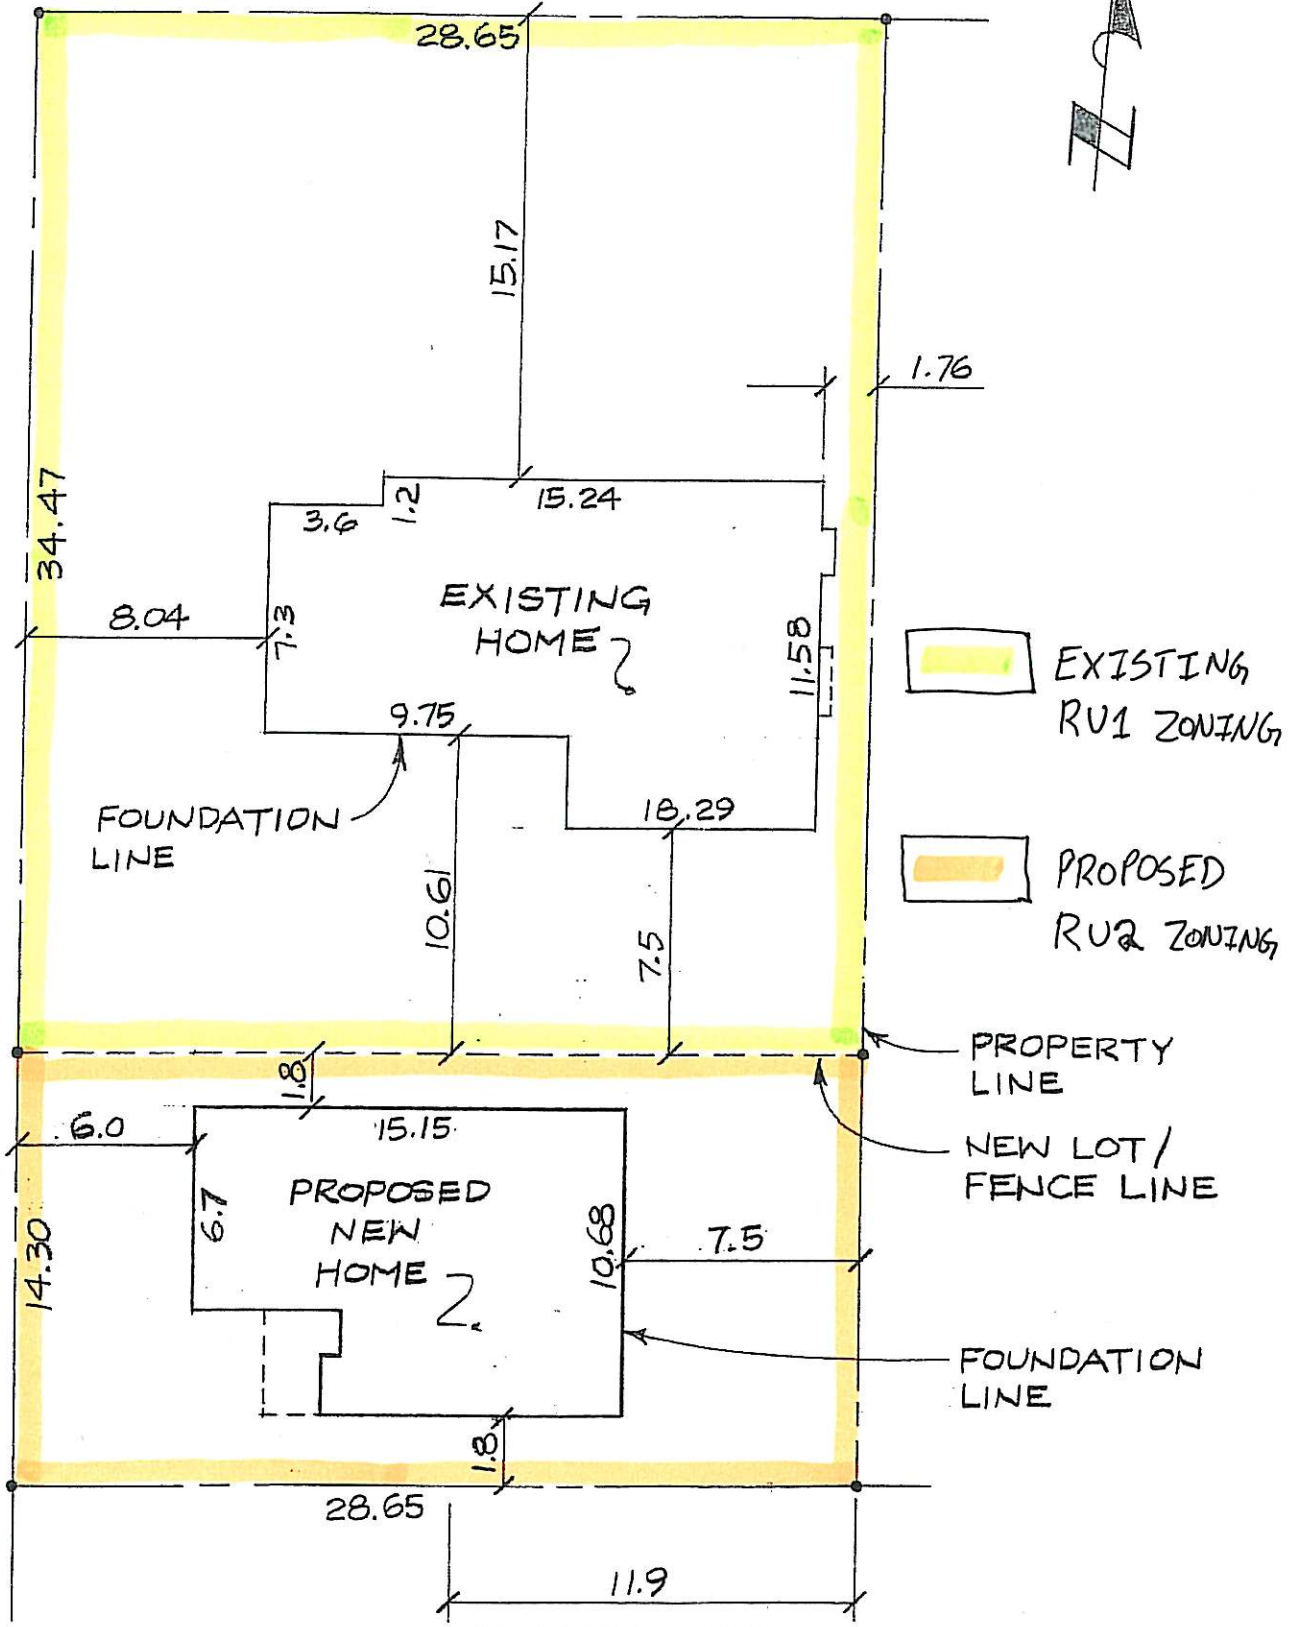 28.65
N
15.17
1.76
34.47
15.24
3.6
1.2
8.04
7.3
EXISTING
HOME
11.58
EXISTING
RU1 ZONING
9.75
FOUNDATION
LINE
18.29
10.61
7.5
PROPOSED
RU2 ZONING
PROPERTY
LINE
1.8
6.0
15.15
NEW LOT/
FENCE LINE
6.7
PROPOSED
NEW
HOME
10.68
7.5
14.30
FOUNDATION
LINE
1.8
28.65
11.9